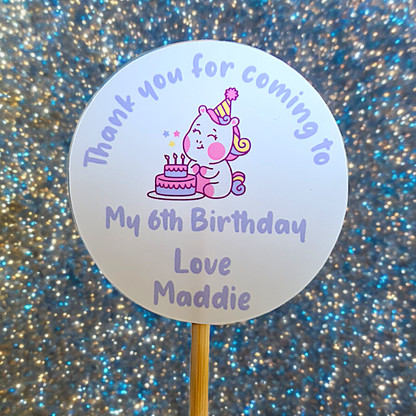 Thank you for coming to
My 6th Birthday
Love
Maddie